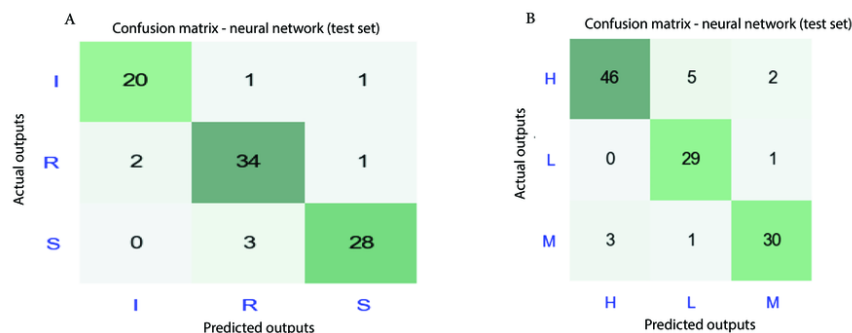 A
Confusion matrix - neural network (test set)
Actual outputs
I 20 1 1
R 2 34 1
S 0 3 28
I R S
Predicted outputs
B
Confusion matrix - neural network (test set)
Actual outputs
H 46 5 2
L 0 29 1
M 3 1 30
H L M
Predicted outputs